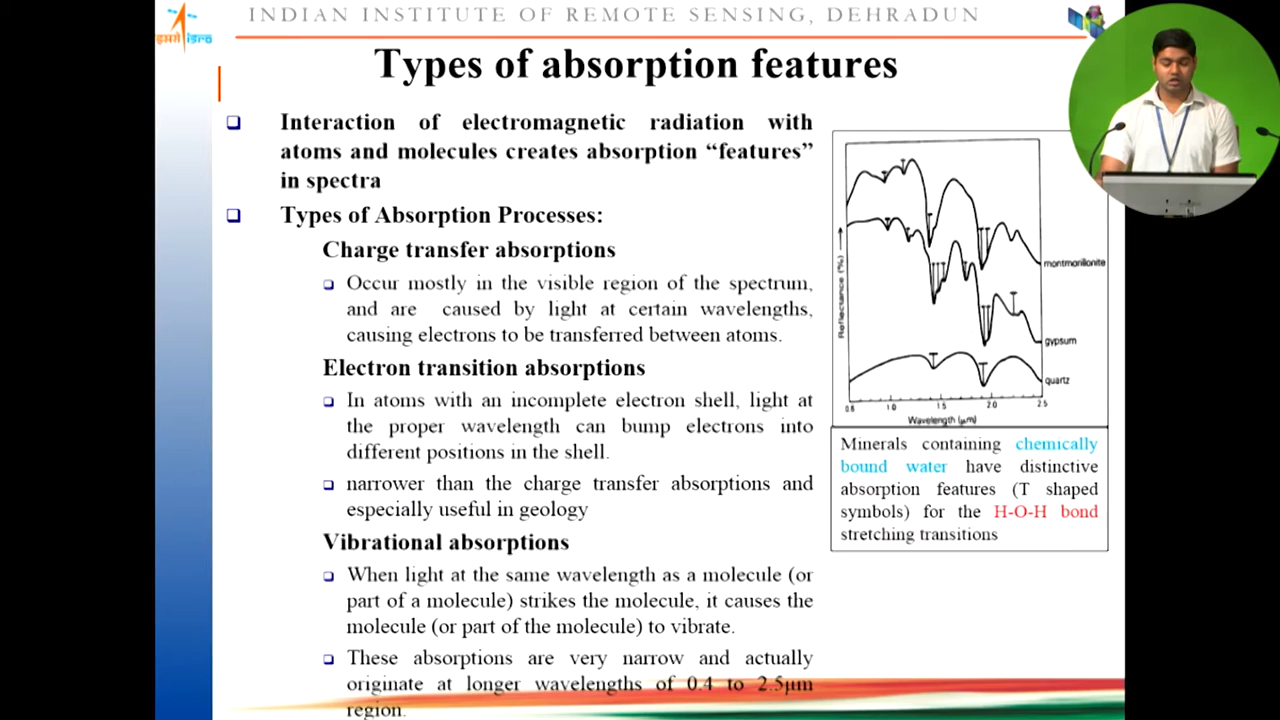 INDIAN INSTITUTE OF REMOTE SENSING, DEHRADUN
इसरो isro
Types of absorption features
Interaction of electromagnetic radiation with
atoms and molecules creates absorption “features”
in spectra
Types of Absorption Processes:
Charge transfer absorptions
Occur mostly in the visible region of the spectrum,
and are caused by light at certain wavelengths,
causing electrons to be transferred between atoms.
Electron transition absorptions
In atoms with an incomplete electron shell, light at
the proper wavelength can bump electrons into
different positions in the shell.
narrower than the charge transfer absorptions and
especially useful in geology
Vibrational absorptions
When light at the same wavelength as a molecule (or
part of a molecule) strikes the molecule, it causes the
molecule (or part of the molecule) to vibrate.
These absorptions are very narrow and actually
originate at longer wavelengths of 0.4 to 2.5µm
region.
Reflectance (%)
montmorillonite
gypsum
quartz
0.6 1.0 1.5 2.0 2.5
Wavelength (µm)
Minerals containing chemically
bound water have distinctive
absorption features (T shaped
symbols) for the H-O-H bond
stretching transitions